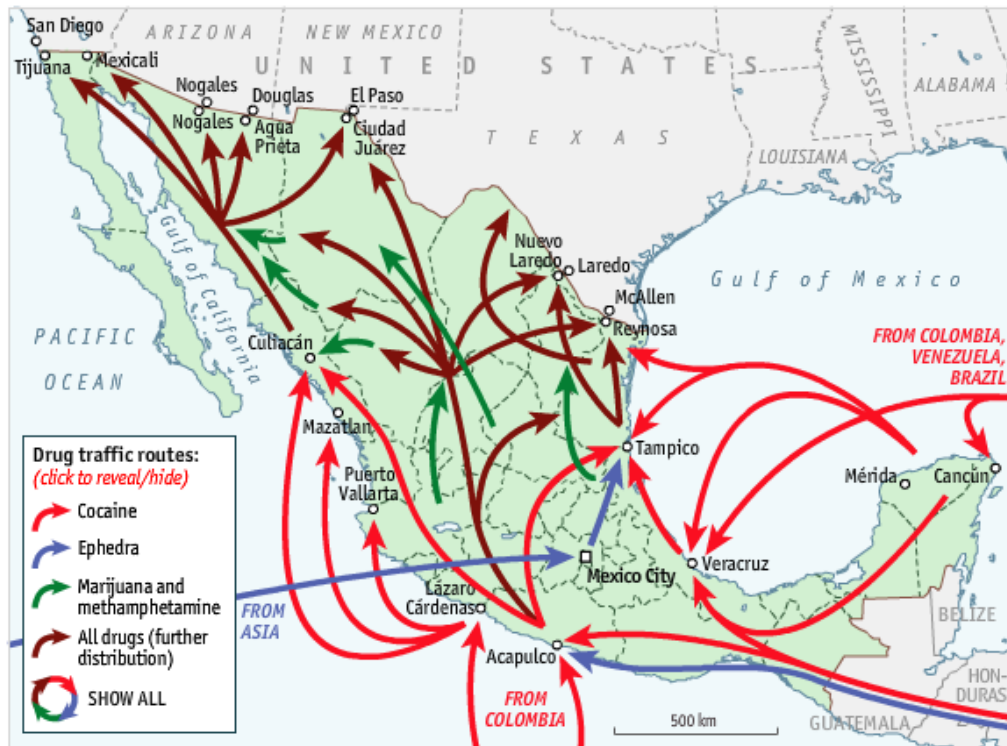 San Diego
ARIZONA
NEW MEXICO
MISSISSIPPI
Tijuana
Mexicali
UNITED STATES
ALABAMA
Nogales
Douglas
El Paso
Nogales
Agua
Prieta
Ciudad
Juárez
TEXAS
LOUISIANA
Gulf of California
Nuevo
Laredo
Laredo
Gulf of Mexico
McAllen
PACIFIC
OCEAN
Reynosa
Culiacán
FROM COLOMBIA,
VENEZUELA,
BRAZIL
Mazatlan
Tampico
Drug traffic routes:
(click to reveal/hide)
Cocaine
Ephedra
Marijuana and
methamphetamine
All drugs (further
distribution)
SHOW ALL
Puerto
Vallarta
Mérida
Cancún
Mexico City
Veracruz
FROM
ASIA
Lázaro
Cárdenas
BELIZE
Acapulco
FROM
COLOMBIA
500 km
GUATEMALA
HON-
DURAS